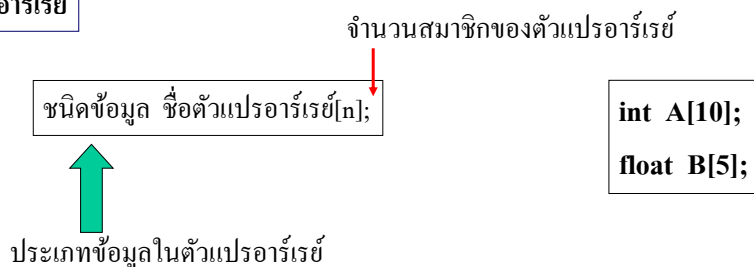 อาร์เรย์
จำนวนสมาชิกของตัวแปรอาร์เรย์
ชนิดข้อมูล ชื่อตัวแปรอาร์เรย์[n];
int A[10];
float B[5];
ประเภทข้อมูลในตัวแปรอาร์เรย์